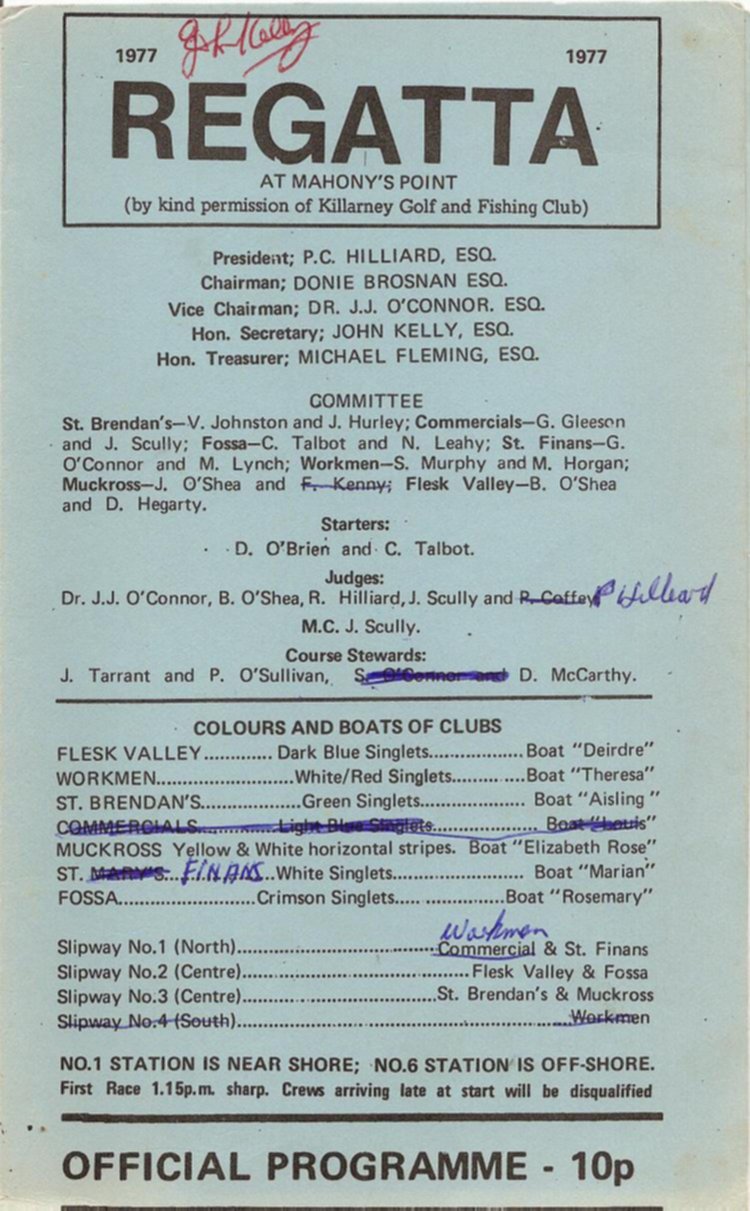 1977 John Kelly 1977
REGATTA
AT MAHONY'S POINT
(by kind permission of Killarney Golf and Fishing Club)
President; P.C. HILLIARD, ESQ.
Chairman; DONIE BROSNAN ESQ.
Vice Chairman; DR. J.J. O'CONNOR. ESQ.
Hon. Secretary; JOHN KELLY, ESQ.
Hon. Treasurer; MICHAEL FLEMING, ESQ.
COMMITTEE
St. Brendan's—V. Johnston and J. Hurley; Commercials—G. Gleeson
and J. Scully; Fossa—C. Talbot and N. Leahy; St. Finans—G.
O'Connor and M. Lynch; Workmen—S. Murphy and M. Horgan;
Muckross—J. O'Shea and F. Kenny; Flesk Valley—B. O'Shea
and D. Hegarty.
Starters:
D. O'Brien and C. Talbot.
Judges:
Dr. J.J. O'Connor, B. O'Shea, R. Hilliard, J. Scully and P. Coffey P Hilleard
M.C. J. Scully.
Course Stewards:
J. Tarrant and P. O'Sullivan, S. O'Connor and D. McCarthy.
COLOURS AND BOATS OF CLUBS
FLESK VALLEY............. Dark Blue Singlets..................Boat "Deirdre"
WORKMEN........................White/Red Singlets..............Boat "Theresa"
ST. BRENDAN'S...................Green Singlets................... Boat "Aisling "
COMMERCIALS..............Light Blue Singlets................... Boat "Louis"
MUCKROSS Yellow & White horizontal stripes. Boat "Elizabeth Rose"
ST. MARY'S... FINANS...White Singlets........................ Boat "Marian"
FOSSA.........................Crimson Singlets....................Boat "Rosemary"
Workmen
Slipway No.1 (North)....................................Commercial & St. Finans
Slipway No.2 (Centre)..........................................Flesk Valley & Fossa
Slipway No.3 (Centre)....................................St. Brendan's & Muckross
Slipway No.4 (South)............................................................Workmen
NO.1 STATION IS NEAR SHORE; NO.6 STATION IS OFF-SHORE.
First Race 1.15p.m. sharp. Crews arriving late at start will be disqualified
OFFICIAL PROGRAMME - 10p